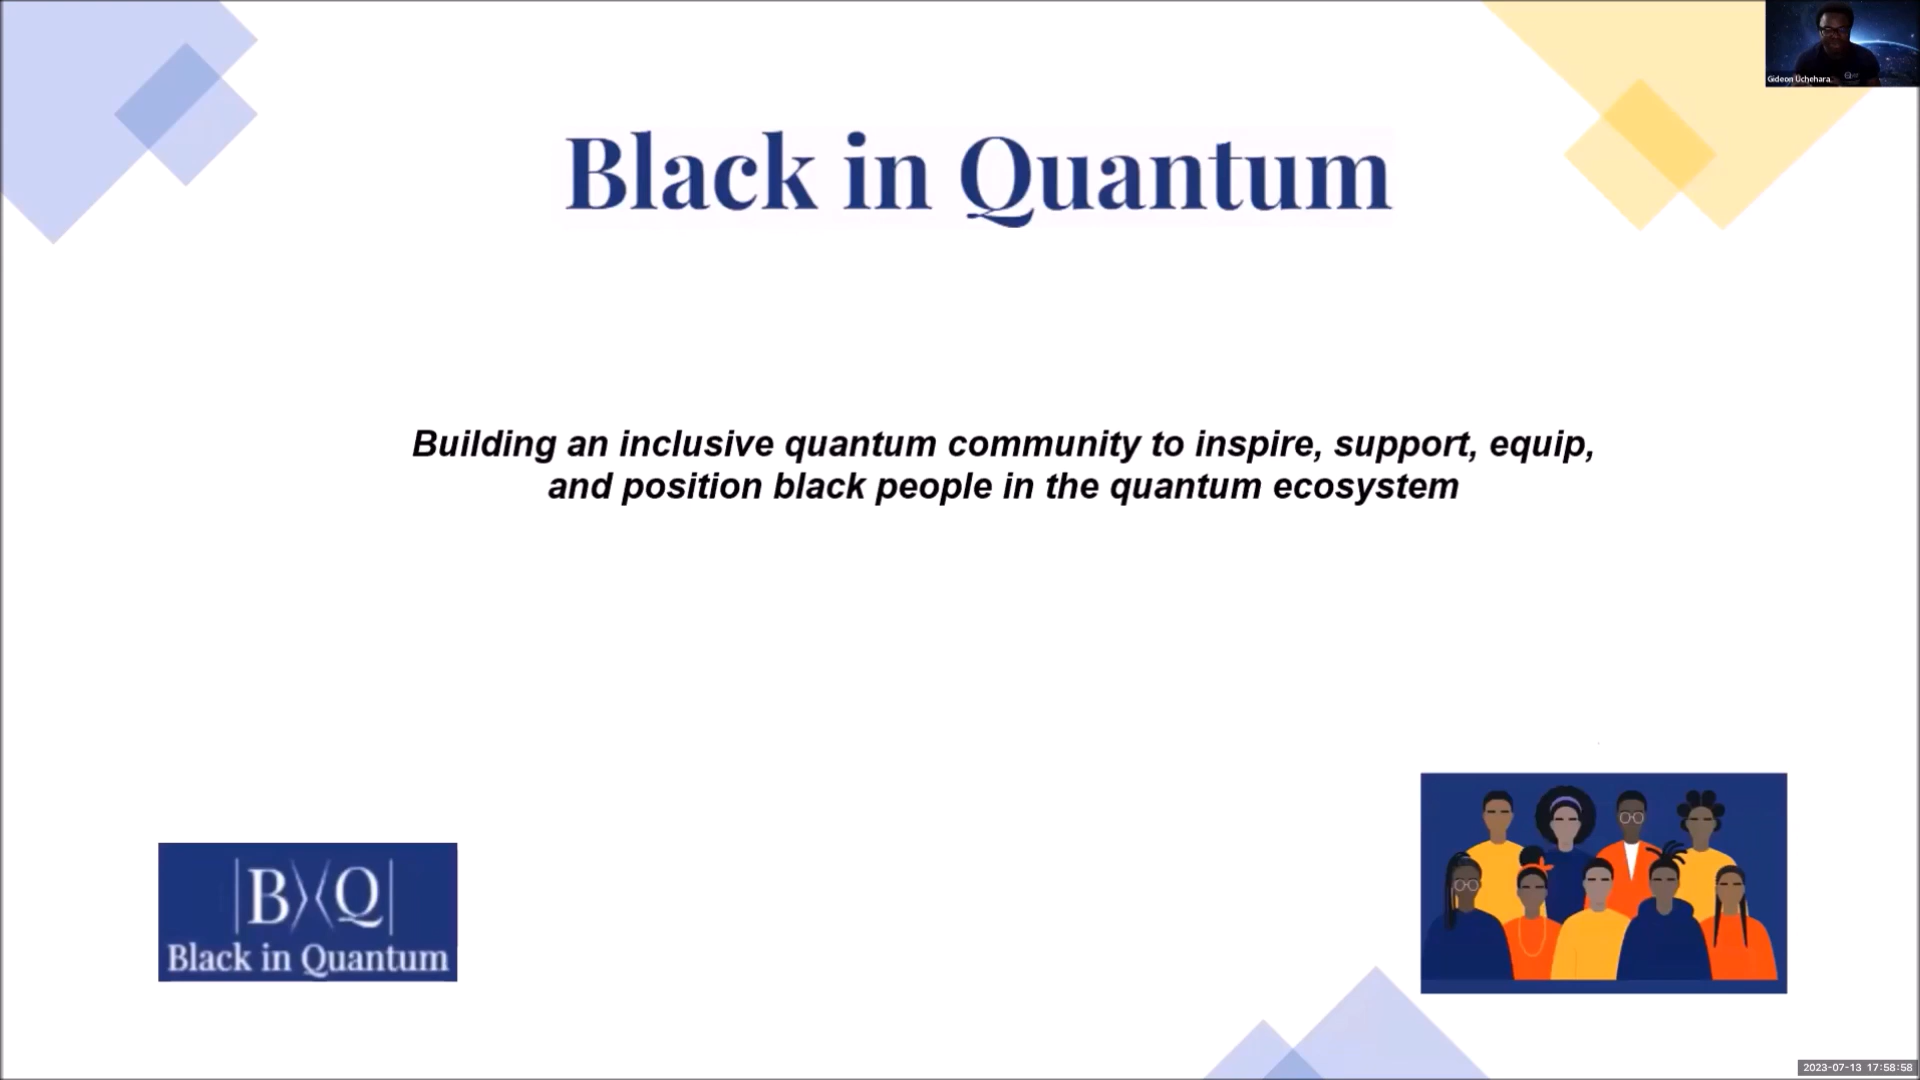 Gideon Uchehara
Black in Quantum
Building an inclusive quantum community to inspire, support, equip,
and position black people in the quantum ecosystem
|B⟩⟨Q|
Black in Quantum
2023-07-13 17:58:58